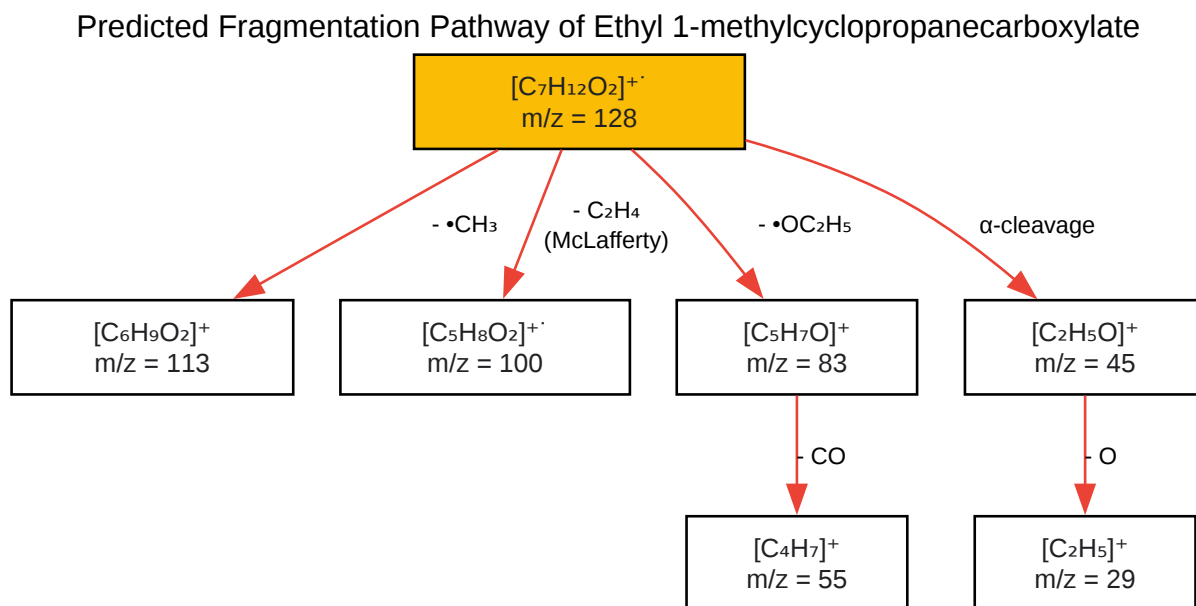 Predicted Fragmentation Pathway of Ethyl 1-methylcyclopropanecarboxylate
[C₇H₁₂O₂]⁺˙
m/z = 128
- •CH₃
- C₂H₄
(McLafferty)
- •OC₂H₅
α-cleavage
[C₆H₉O₂]⁺
m/z = 113
[C₅H₈O₂]⁺˙
m/z = 100
[C₅H₇O]⁺
m/z = 83
[C₂H₅O]⁺
m/z = 45
- CO
- O
[C₄H₇]⁺
m/z = 55
[C₂H₅]⁺
m/z = 29